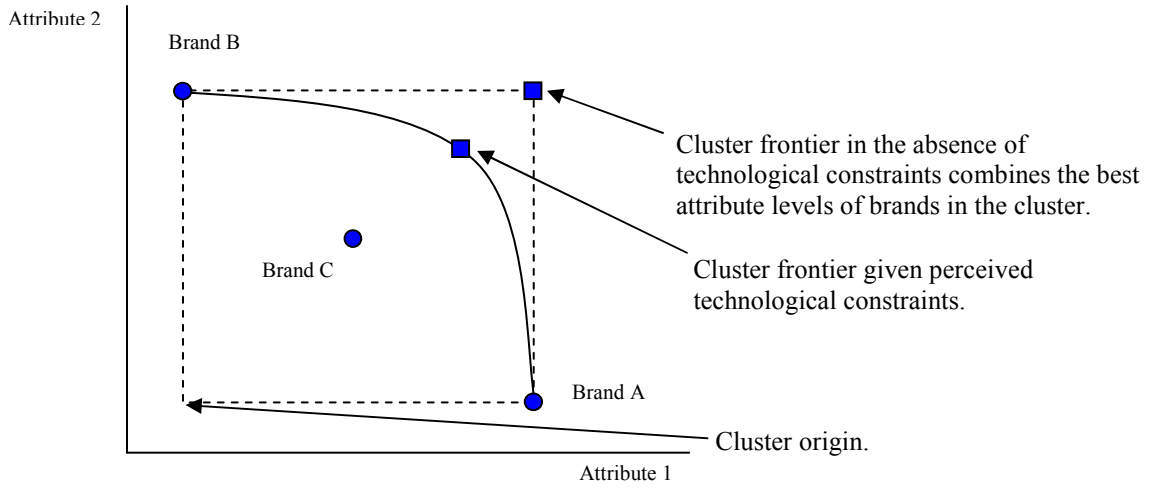 Attribute 2
Brand B
Cluster frontier in the absence of
technological constraints combines the best
attribute levels of brands in the cluster.
Cluster frontier given perceived
technological constraints.
Brand C
Brand A
Cluster origin.
Attribute 1